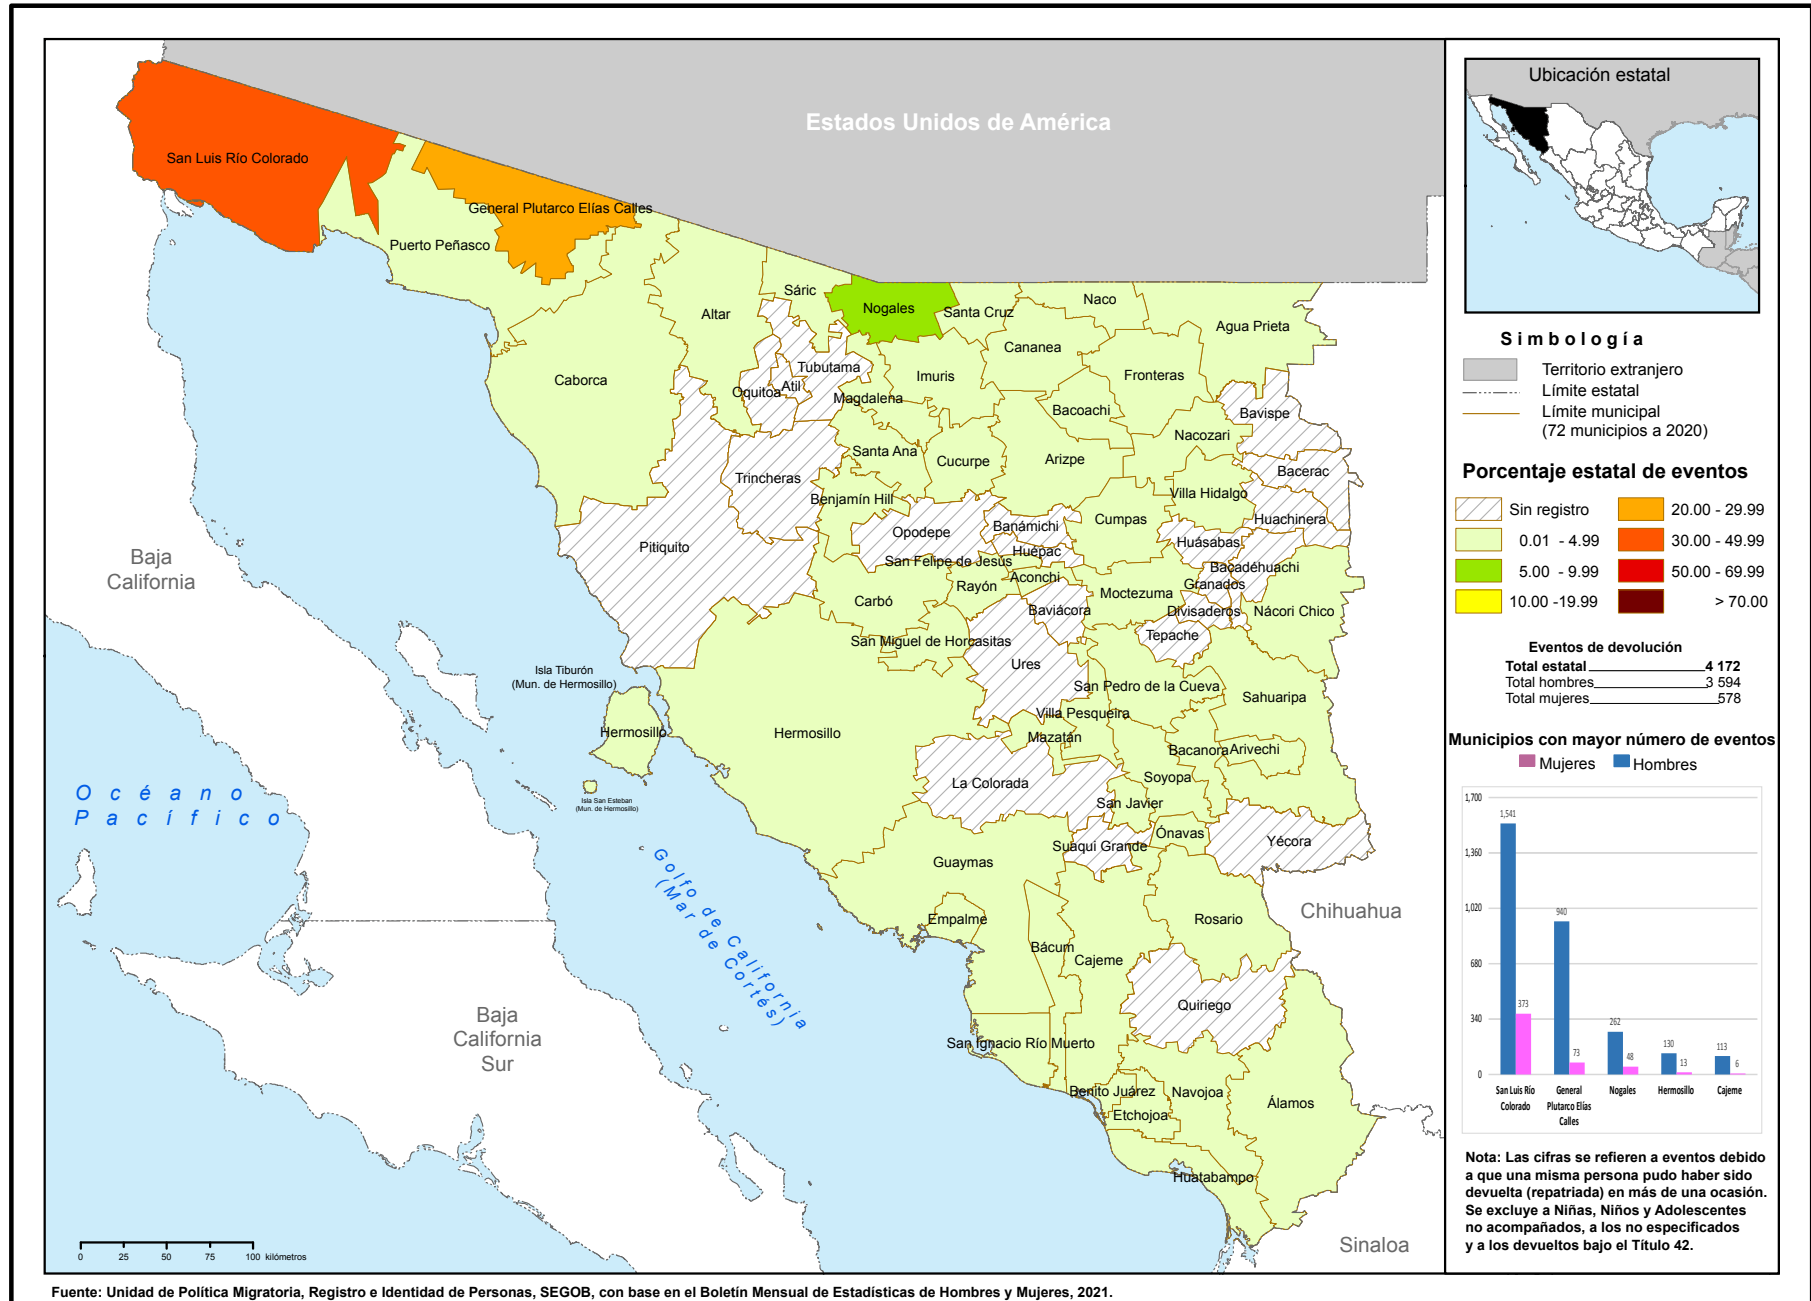 Estados Unidos de América
San Luis Río Colorado
General Plutarco Elías Calles
Puerto Peñasco
Sáric
Nogales
Naco
Altar
Santa Cruz
Agua Prieta
Cananea
Tubutama
Caborca
Oquitoa
Atil
Imuris
Fronteras
Magdalena
Bacoachi
Bavispe
Nacozari
Santa Ana
Cucurpe
Arizpe
Trincheras
Bacerac
Benjamín Hill
Villa Hidalgo
Cumpas
Huachinera
Opodepe
Banámichi
Pitiquito
Huépac
Huásabas
San Felipe de Jesús
Bacadéhuachi
Rayón
Aconchi
Granados
Carbó
Baviácora
Moctezuma
Divisaderos
Nácori Chico
San Miguel de Horcasitas
Tepache
Ures
San Pedro de la Cueva
Sahuaripa
Villa Pesqueira
Hermosillo
Hermosillo
Mazatán
Bacanora
Arivechi
La Colorada
Soyopa
San Javier
Ónavas
Suaqui Grande
Yécora
Guaymas
Empalme
Rosario
Bácum
Cajeme
Quiriego
San Ignacio Río Muerto
Benito Juárez
Navojoa
Etchojoa
Álamos
Huatabampo
Isla Tiburón
(Mun. de Hermosillo)
Isla San Esteban
(Mun. de Hermosillo)
Baja
California
Océano
Pacífico
Golfo de California
(Mar de Cortés)
Baja
California
Sur
Chihuahua
Sinaloa
0 25 50 75 100 kilómetros
Ubicación estatal
Simbología
Territorio extranjero
Límite estatal
Límite municipal
(72 municipios a 2020)
Porcentaje estatal de eventos
Sin registro 20.00 - 29.99
0.01 - 4.99 30.00 - 49.99
5.00 - 9.99 50.00 - 69.99
10.00 -19.99 > 70.00
Eventos de devolución
Total estatal 4 172
Total hombres 3 594
Total mujeres 578
Municipios con mayor número de eventos
Mujeres Hombres
1,700
1,360
1,020
680
340
0
1,541
373
940
73
262
48
130
13
113
6
San Luis Río
Colorado
General
Plutarco Elías
Calles
Nogales
Hermosillo
Cajeme
Nota: Las cifras se refieren a eventos debido
a que una misma persona pudo haber sido
devuelta (repatriada) en más de una ocasión.
Se excluye a Niñas, Niños y Adolescentes
no acompañados, a los no especificados
y a los devueltos bajo el Título 42.
Fuente: Unidad de Política Migratoria, Registro e Identidad de Personas, SEGOB, con base en el Boletín Mensual de Estadísticas de Hombres y Mujeres, 2021.